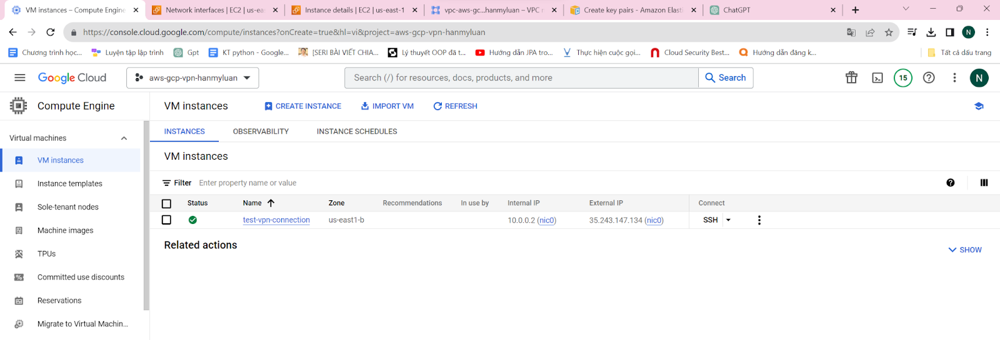 VM instances – Compute Engine
Network interfaces | EC2 | us-eas
Instance details | EC2 | us-east-1
vpc-aws-gc...hanmyluan – VPC n
Create key pairs - Amazon Elasti
ChatGPT
https://console.cloud.google.com/compute/instances?onCreate=true&hl=vi&project=aws-gcp-vpn-hanmyluan
N
Chương trình học...
Luyện tập lập trình
Gpt
KT python - Google...
[SERI BÀI VIẾT CHIA...
Lý thuyết OOP đã t...
Hướng dẫn JPA tro...
Thực hiện cuộc gọi...
Cloud Security Best...
Hướng dẫn đăng k...
Tất cả dấu trang
Google Cloud
aws-gcp-vpn-hanmyluan
Search (/) for resources, docs, products, and more
Search
15
N
Compute Engine
VM instances
CREATE INSTANCE
IMPORT VM
REFRESH
Virtual machines
VM instances
Instance templates
Sole-tenant nodes
Machine images
TPUs
Committed use discounts
Reservations
Migrate to Virtual Machin...
INSTANCES
OBSERVABILITY
INSTANCE SCHEDULES
VM instances
Filter Enter property name or value
Status Name Zone Recommendations In use by Internal IP External IP Connect
test-vpn-connection us-east1-b 10.0.0.2 (nic0) 35.243.147.134 (nic0) SSH
Related actions
SHOW